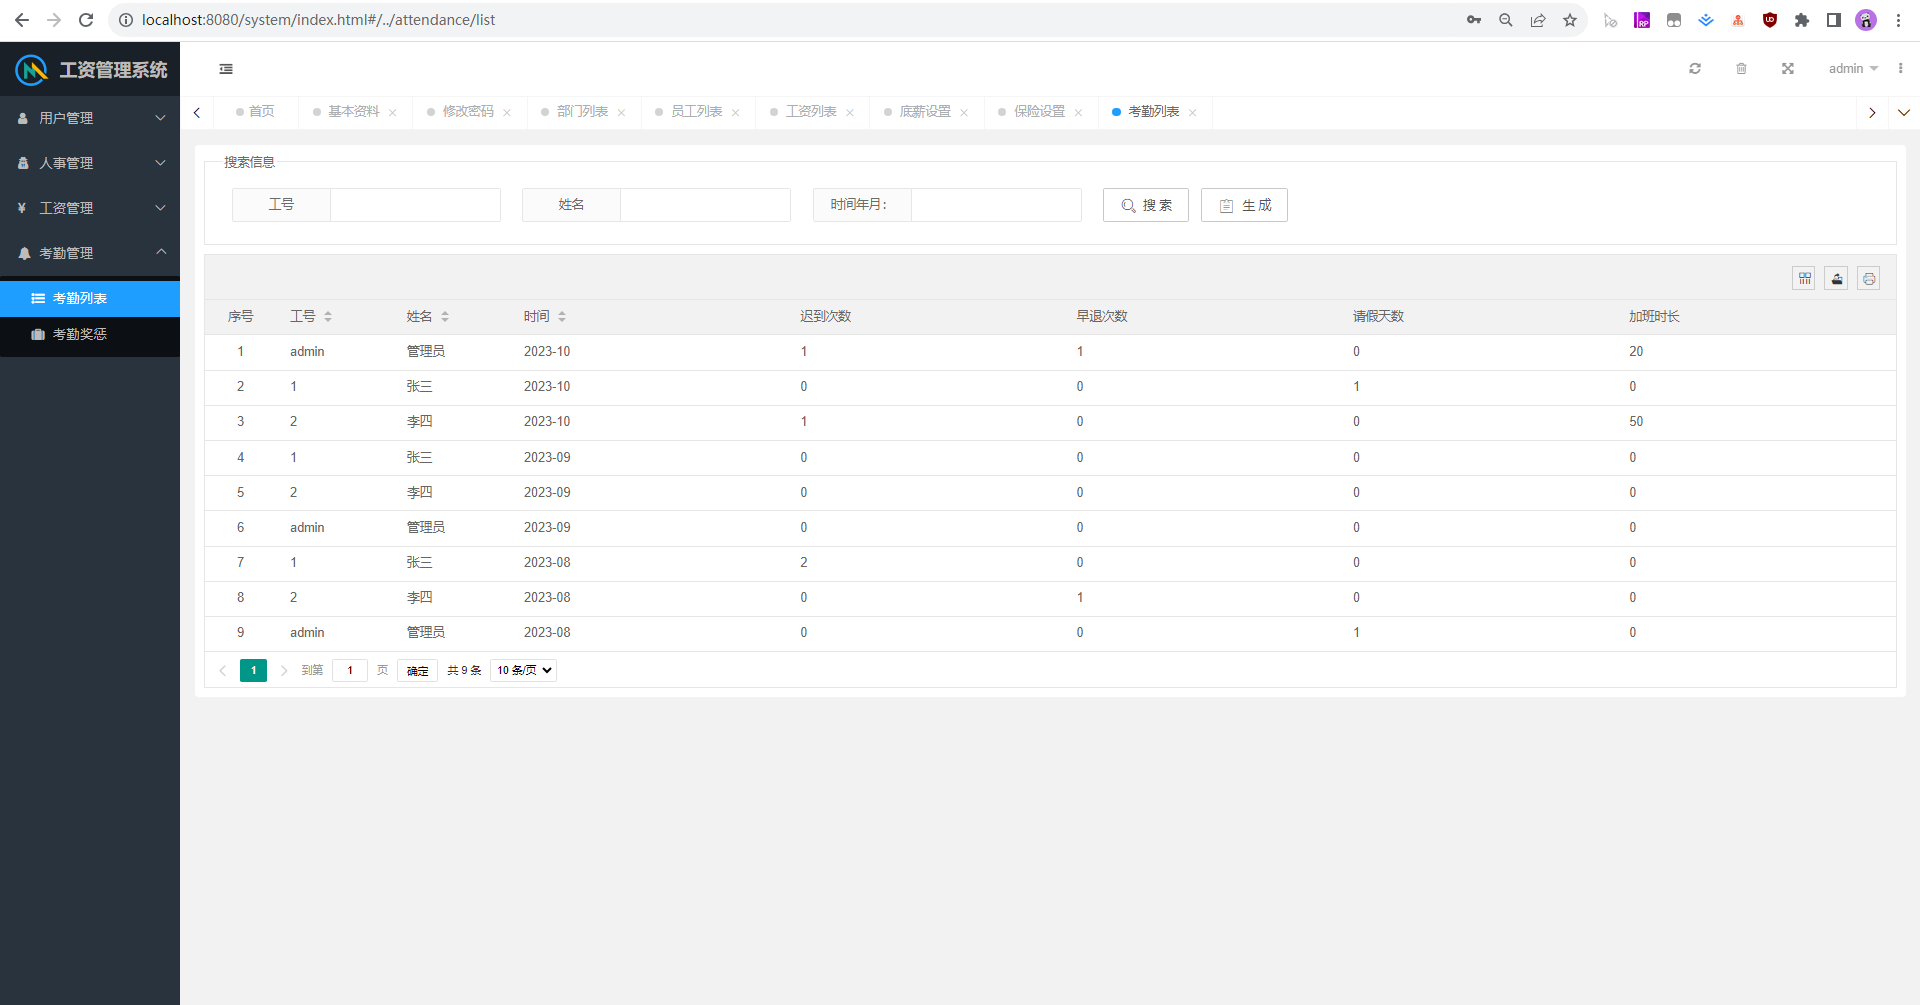 localhost:8080/system/index.html#/../attendance/list
工资管理系统
admin
用户管理
人事管理
¥ 工资管理
考勤管理
考勤列表
考勤奖惩
首页 基本资料 修改密码 部门列表 员工列表 工资列表 底薪设置 保险设置 考勤列表
搜索信息
工号 姓名 时间年月： 搜 索 生 成
序号 工号 姓名 时间 迟到次数 早退次数 请假天数 加班时长
1 admin 管理员 2023-10 1 1 0 20
2 1 张三 2023-10 0 0 1 0
3 2 李四 2023-10 1 0 0 50
4 1 张三 2023-09 0 0 0 0
5 2 李四 2023-09 0 0 0 0
6 admin 管理员 2023-09 0 0 0 0
7 1 张三 2023-08 2 0 0 0
8 2 李四 2023-08 0 1 0 0
9 admin 管理员 2023-08 0 0 1 0
1 到第 1 页 确定 共 9 条 10 条/页